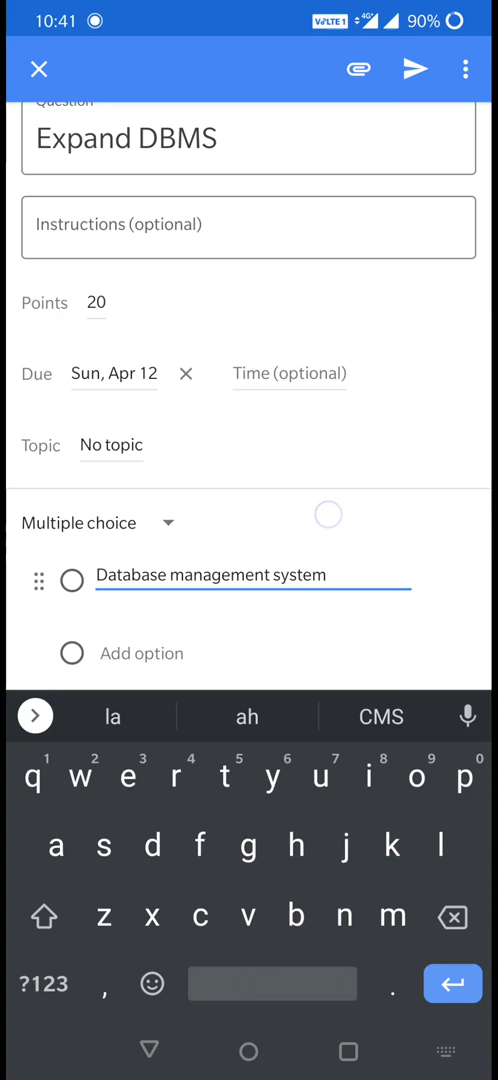 10:41 VoLTE 1 4G+ 90%
Question
Expand DBMS
Instructions (optional)
Points 20
Due Sun, Apr 12 Time (optional)
Topic No topic
Multiple choice
Database management system
Add option
la ah CMS
1 2 3 4 5 6 7 8 9 0
q w e r t y u i o p
a s d f g h j k l
z x c v b n m
?123 , .